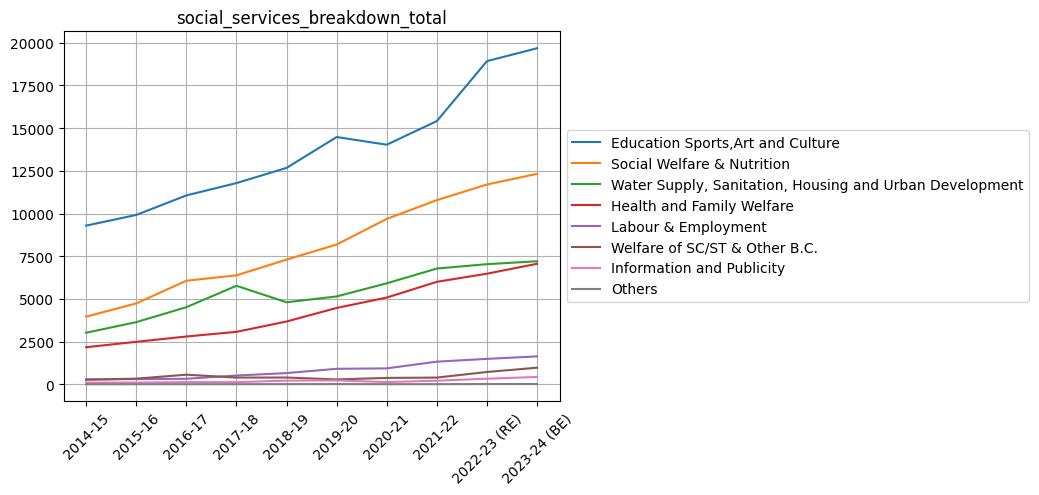 social_services_breakdown_total
20000
17500
15000
12500
10000
7500
5000
2500
0
2014-15
2015-16
2016-17
2017-18
2018-19
2019-20
2020-21
2021-22
2022-23 (RE)
2023-24 (BE)
Education Sports,Art and Culture
Social Welfare & Nutrition
Water Supply, Sanitation, Housing and Urban Development
Health and Family Welfare
Labour & Employment
Welfare of SC/ST & Other B.C.
Information and Publicity
Others